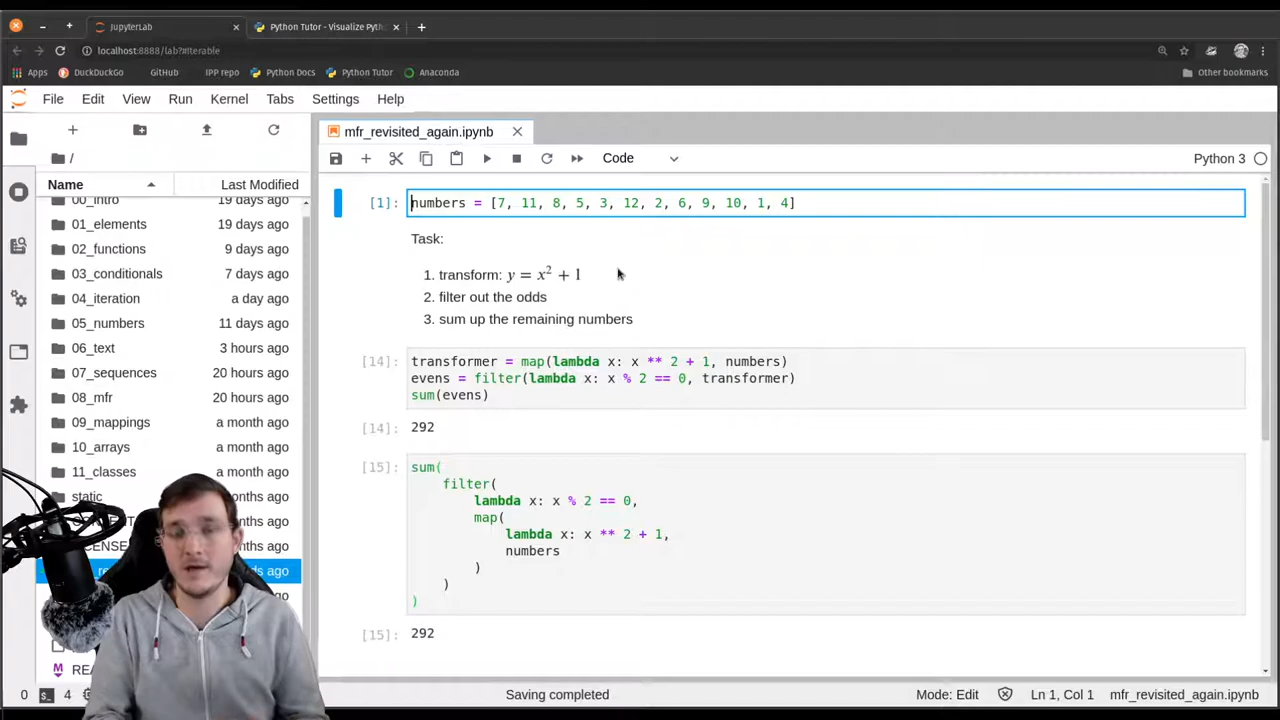 JupyterLab
Python Tutor - Visualize Pyth
localhost:8888/lab?#Iterable
Apps
DuckDuckGo
GitHub
IPP repo
Python Docs
Python Tutor
Anaconda
Other bookmarks
File Edit View Run Kernel Tabs Settings Help
mfr_revisited_again.ipynb
/
Code
Python 3
Name
Last Modified
00_intro 19 days ago
01_elements 19 days ago
02_functions 9 days ago
03_conditionals 7 days ago
04_iteration a day ago
05_numbers 11 days ago
06_text 3 hours ago
07_sequences 20 hours ago
08_mfr 20 hours ago
09_mappings a month ago
10_arrays a month ago
11_classes a month ago
static
[1]: numbers = [7, 11, 8, 5, 3, 12, 2, 6, 9, 10, 1, 4]
Task:
1. transform: y = x² + 1
2. filter out the odds
3. sum up the remaining numbers
[14]: transformer = map(lambda x: x ** 2 + 1, numbers)
evens = filter(lambda x: x % 2 == 0, transformer)
sum(evens)
[14]: 292
[15]: sum(
filter(
lambda x: x % 2 == 0,
map(
lambda x: x ** 2 + 1,
numbers
)
)
)
[15]: 292
0
4
Saving completed
Mode: Edit
Ln 1, Col 1
mfr_revisited_again.ipynb